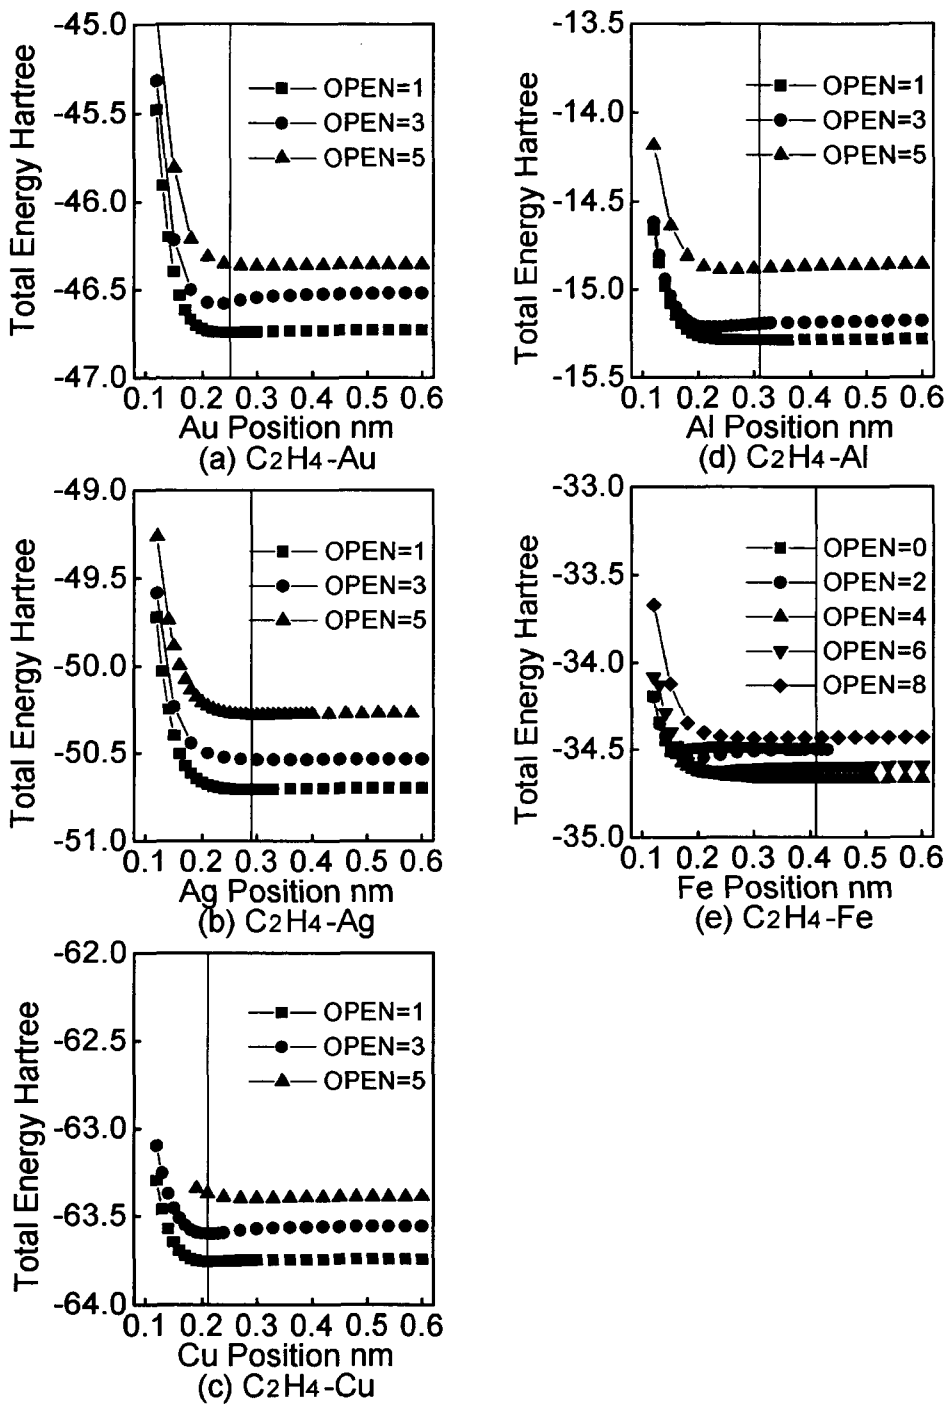 Total Energy Hartree
-45.0
-45.5
-46.0
-46.5
-47.0
OPEN=1
OPEN=3
OPEN=5
0.1 0.2 0.3 0.4 0.5 0.6
Au Position nm
(a) C2H4-Au
Total Energy Hartree
-13.5
-14.0
-14.5
-15.0
-15.5
OPEN=1
OPEN=3
OPEN=5
0.1 0.2 0.3 0.4 0.5 0.6
Al Position nm
(d) C2H4-Al
Total Energy Hartree
-49.0
-49.5
-50.0
-50.5
-51.0
OPEN=1
OPEN=3
OPEN=5
0.1 0.2 0.3 0.4 0.5 0.6
Ag Position nm
(b) C2H4-Ag
Total Energy Hartree
-33.0
-33.5
-34.0
-34.5
-35.0
OPEN=0
OPEN=2
OPEN=4
OPEN=6
OPEN=8
0.1 0.2 0.3 0.4 0.5 0.6
Fe Position nm
(e) C2H4-Fe
Total Energy Hartree
-62.0
-62.5
-63.0
-63.5
-64.0
OPEN=1
OPEN=3
OPEN=5
0.1 0.2 0.3 0.4 0.5 0.6
Cu Position nm
(c) C2H4-Cu